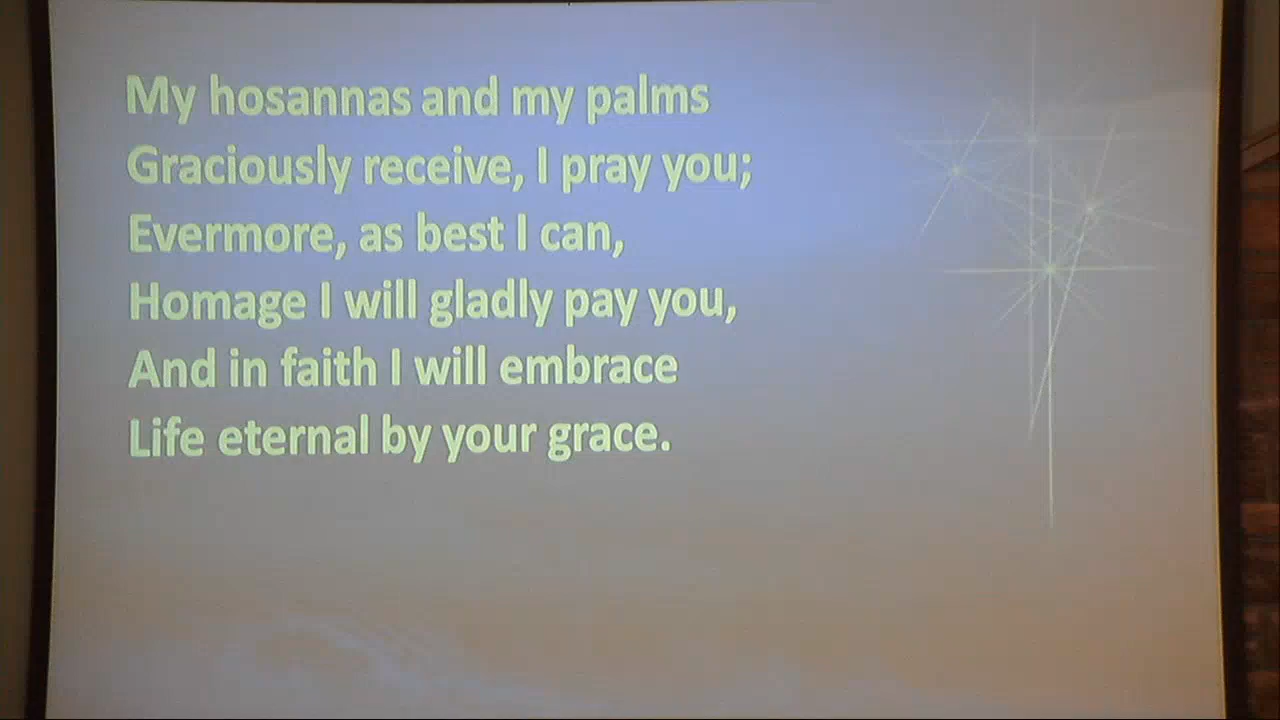 My hosannas and my palms
Graciously receive, I pray you;
Evermore, as best I can,
Homage I will gladly pay you,
And in faith I will embrace
Life eternal by your grace.